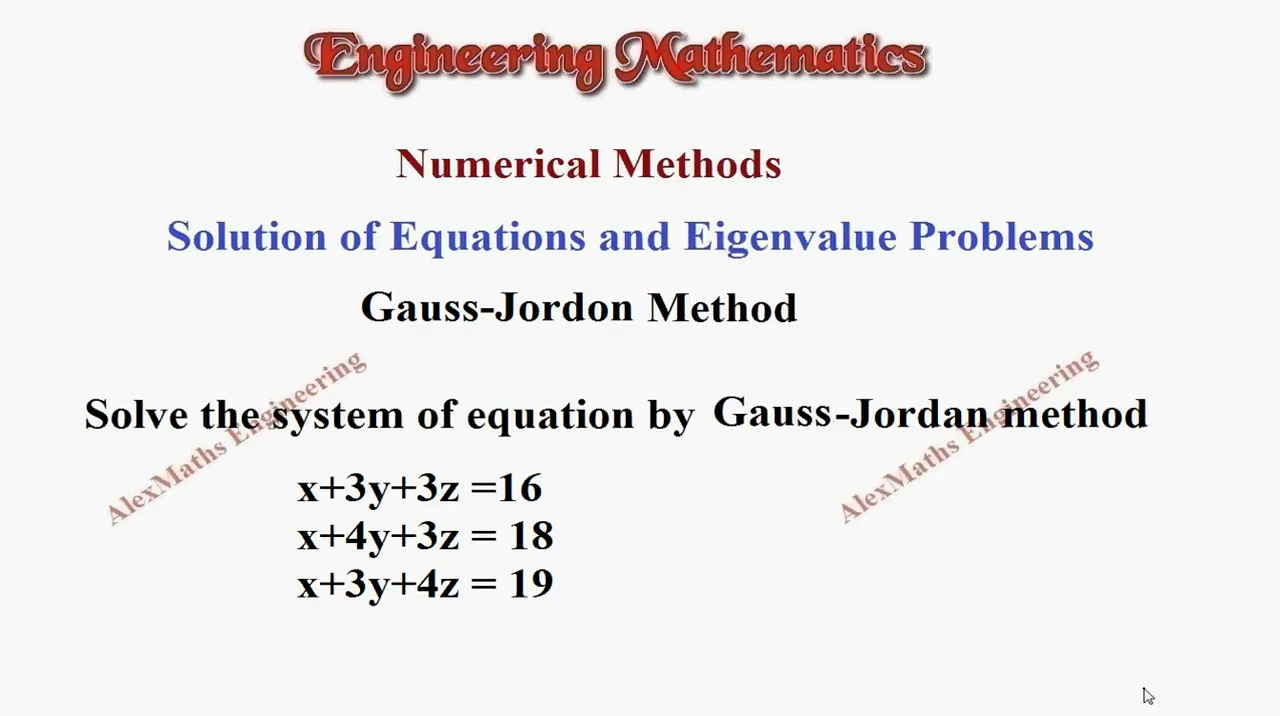 Engineering Mathematics
Numerical Methods
Solution of Equations and Eigenvalue Problems
Gauss-Jordon Method
AlexMaths Engineering
AlexMaths Engineering
Solve the system of equation by Gauss-Jordan method
x+3y+3z =16
x+4y+3z = 18
x+3y+4z = 19